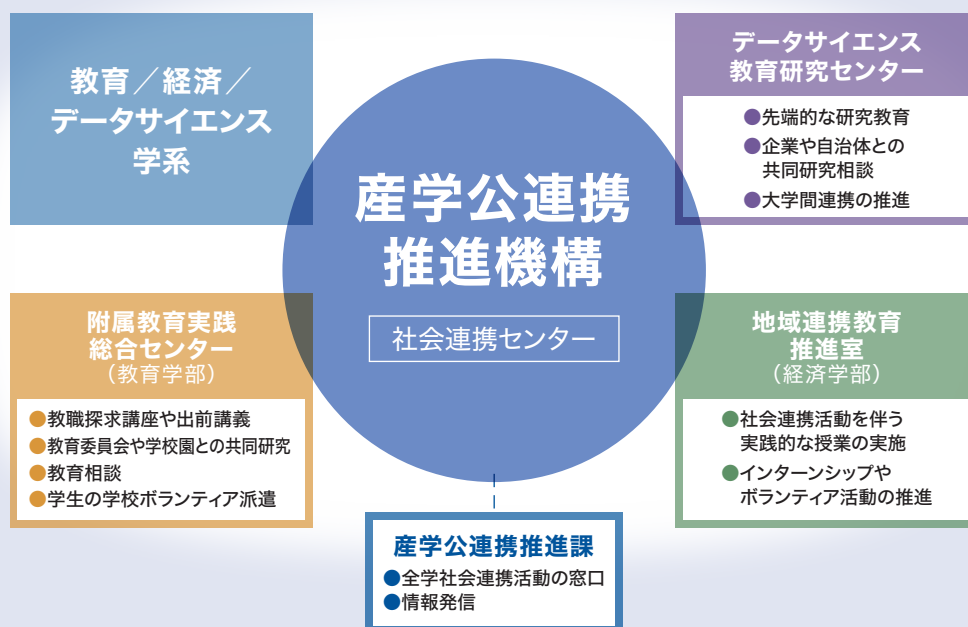 教育／経済／
データサイエンス
学系
データサイエンス
教育研究センター
●先端的な研究教育
●企業や自治体との
共同研究相談
●大学間連携の推進
産学公連携
推進機構
社会連携センター
附属教育実践
総合センター
（教育学部）
●教職探求講座や出前講義
●教育委員会や学校園との共同研究
●教育相談
●学生の学校ボランティア派遣
地域連携教育
推進室
（経済学部）
●社会連携活動を伴う
実践的な授業の実施
●インターンシップや
ボランティア活動の推進
産学公連携推進課
●全学社会連携活動の窓口
●情報発信